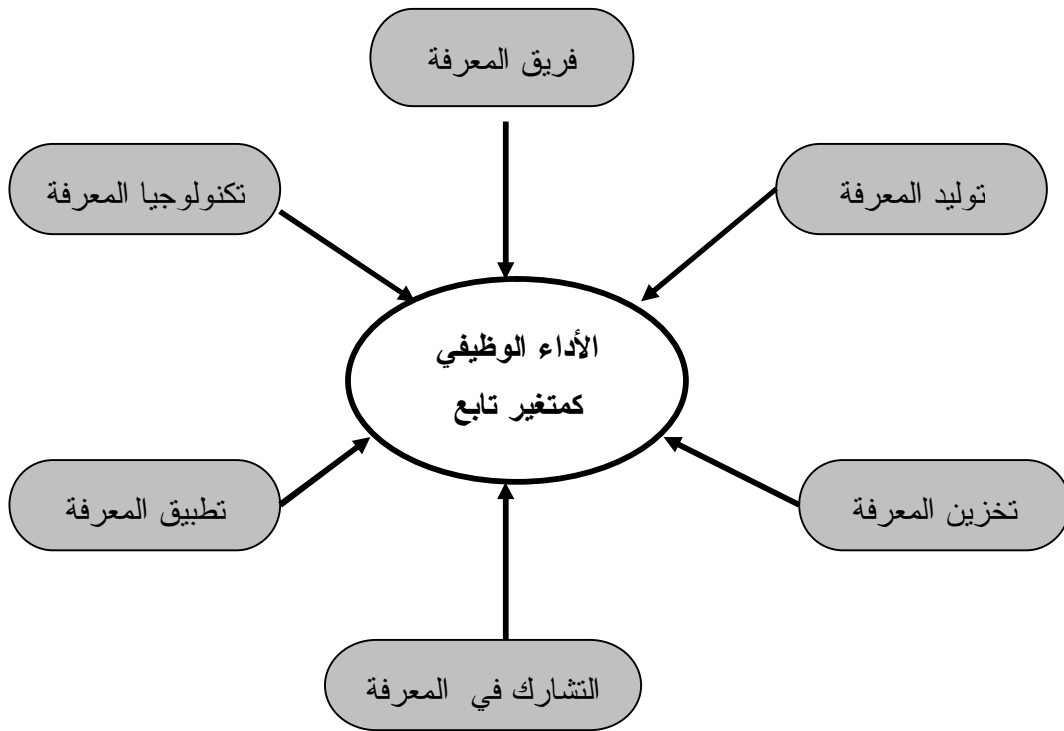 فريق المعرفة
توليد المعرفة
تكنولوجيا المعرفة
الأداء الوظيفي
كمتغير تابع
تخزين المعرفة
تطبيق المعرفة
التشارك في المعرفة